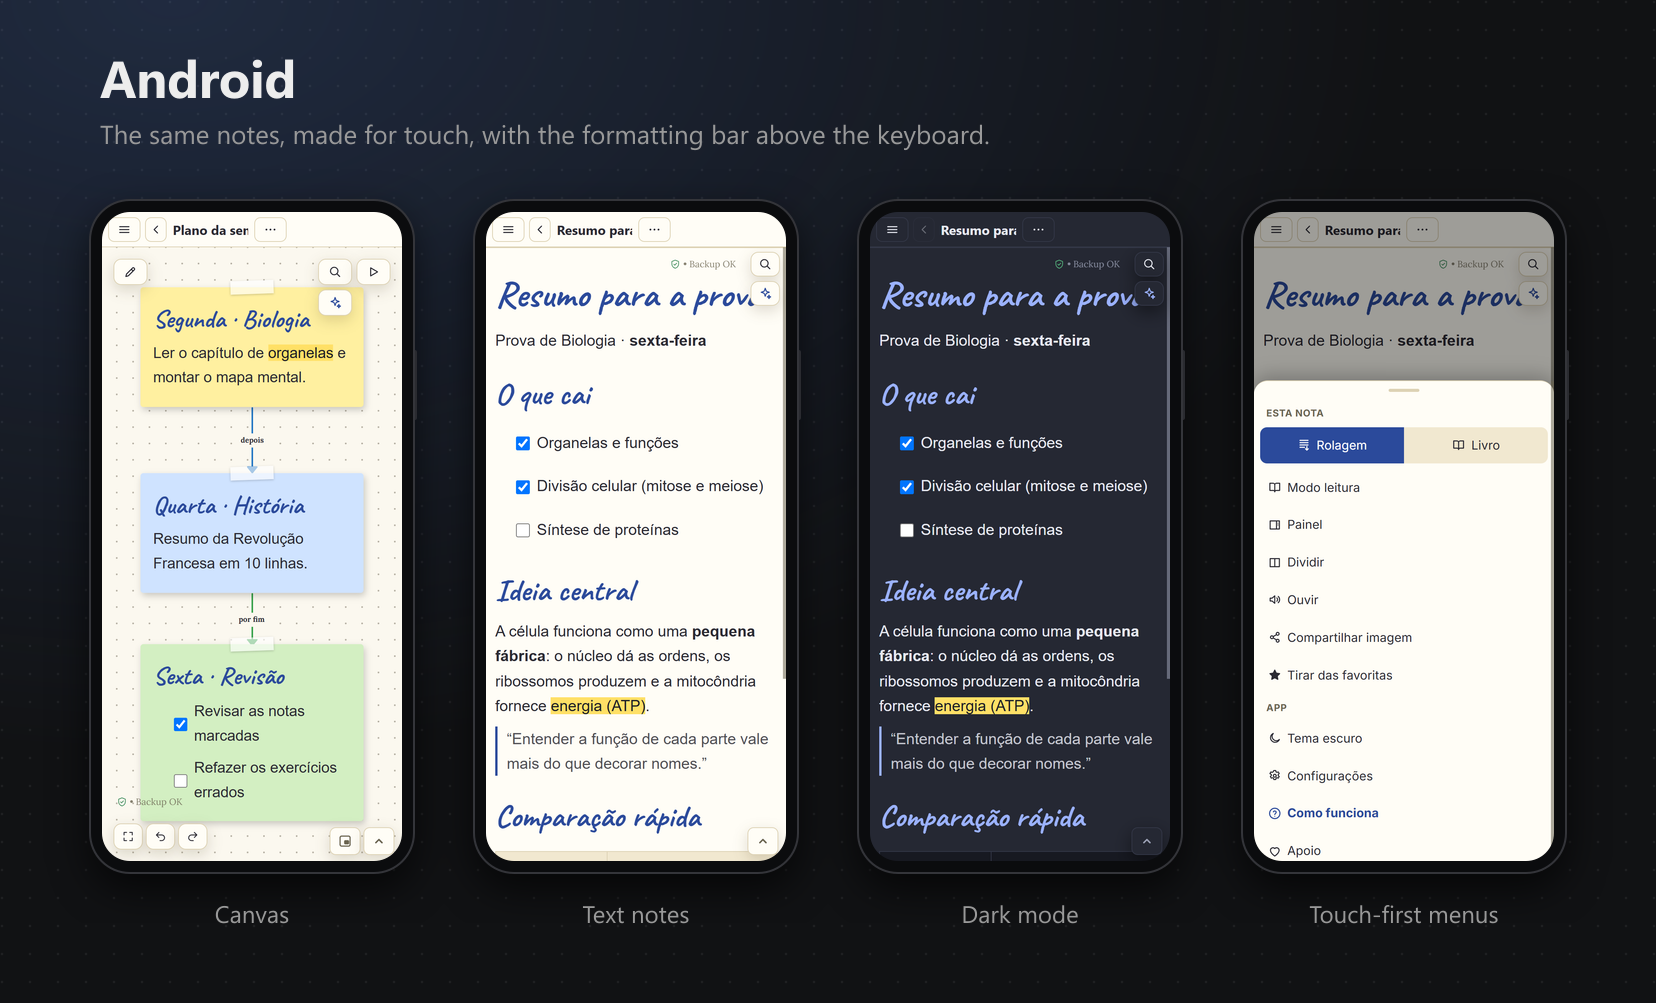 Android
The same notes, made for touch, with the formatting bar above the keyboard.
Plano da sem
Segunda · Biologia
Ler o capítulo de organelas e
montar o mapa mental.
depois
Quarta · História
Resumo da Revolução
Francesa em 10 linhas.
por fim
Sexta · Revisão
Revisar as notas
marcadas
Refazer os exercícios
errados
• Backup OK
Canvas
Resumo para
• Backup OK
Resumo para a prova
Prova de Biologia · sexta-feira
O que cai
Organelas e funções
Divisão celular (mitose e meiose)
Síntese de proteínas
Ideia central
A célula funciona como uma pequena
fábrica: o núcleo dá as ordens, os
ribossomos produzem e a mitocôndria
fornece energia (ATP).
“Entender a função de cada parte vale
mais do que decorar nomes.”
Comparação rápida
Text notes
Resumo para
• Backup OK
Resumo para a prova
Prova de Biologia · sexta-feira
O que cai
Organelas e funções
Divisão celular (mitose e meiose)
Síntese de proteínas
Ideia central
A célula funciona como uma pequena
fábrica: o núcleo dá as ordens, os
ribossomos produzem e a mitocôndria
fornece energia (ATP).
“Entender a função de cada parte vale
mais do que decorar nomes.”
Comparação rápida
Dark mode
Resumo para
• Backup OK
Resumo para a prova
Prova de Biologia · sexta-feira
ESTA NOTA
Rolagem
Livro
Modo leitura
Painel
Dividir
Ouvir
Compartilhar imagem
Tirar das favoritas
APP
Tema escuro
Configurações
Como funciona
Apoio
Touch-first menus